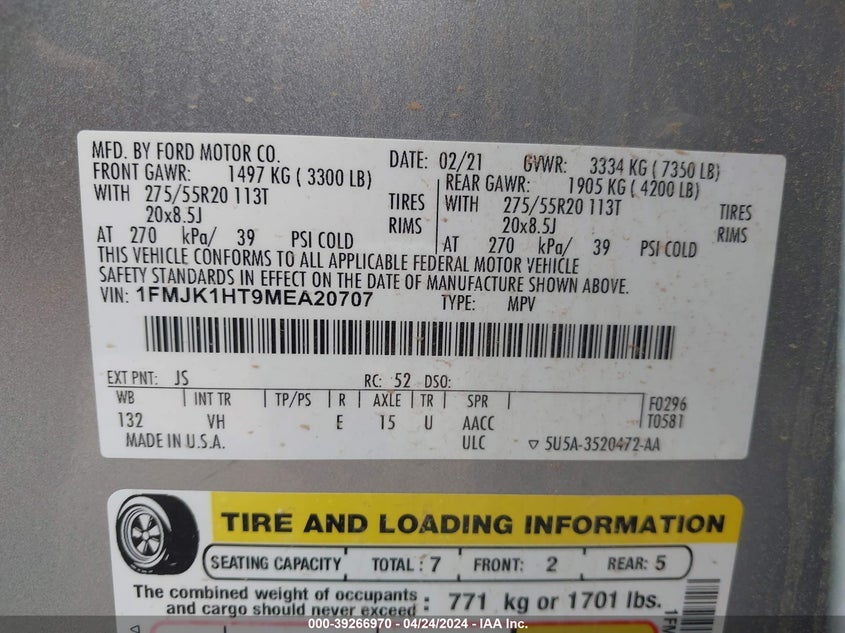 MFD. BY FORD MOTOR CO. DATE: 02/21 GVWR: 3334 KG ( 7350 LB)
FRONT GAWR: 1497 KG ( 3300 LB) REAR GAWR: 1905 KG ( 4200 LB)
WITH 275/55R20 113T TIRES WITH 275/55R20 113T TIRES
20x8.5J RIMS 20x8.5J RIMS
AT 270 kPa/ 39 PSI COLD AT 270 kPa/ 39 PSI COLD
THIS VEHICLE CONFORMS TO ALL APPLICABLE FEDERAL MOTOR VEHICLE
SAFETY STANDARDS IN EFFECT ON THE DATE OF MANUFACTURE SHOWN ABOVE.
VIN: 1FMJK1HT9MEA20707 TYPE: MPV
EXT PNT: JS RC: 52 DSO:
WB INT TR TP/PS R AXLE TR SPR F0296
132 VH E 15 U AACC T0581
MADE IN U.S.A. ULC ▽ 5U5A-3520472-AA
TIRE AND LOADING INFORMATION
SEATING CAPACITY TOTAL : 7 FRONT: 2 REAR: 5
The combined weight of occupants
and cargo should never exceed : 771 kg or 1701 lbs.
1FM
000-39266970 - 04/24/2024 - IAA Inc.